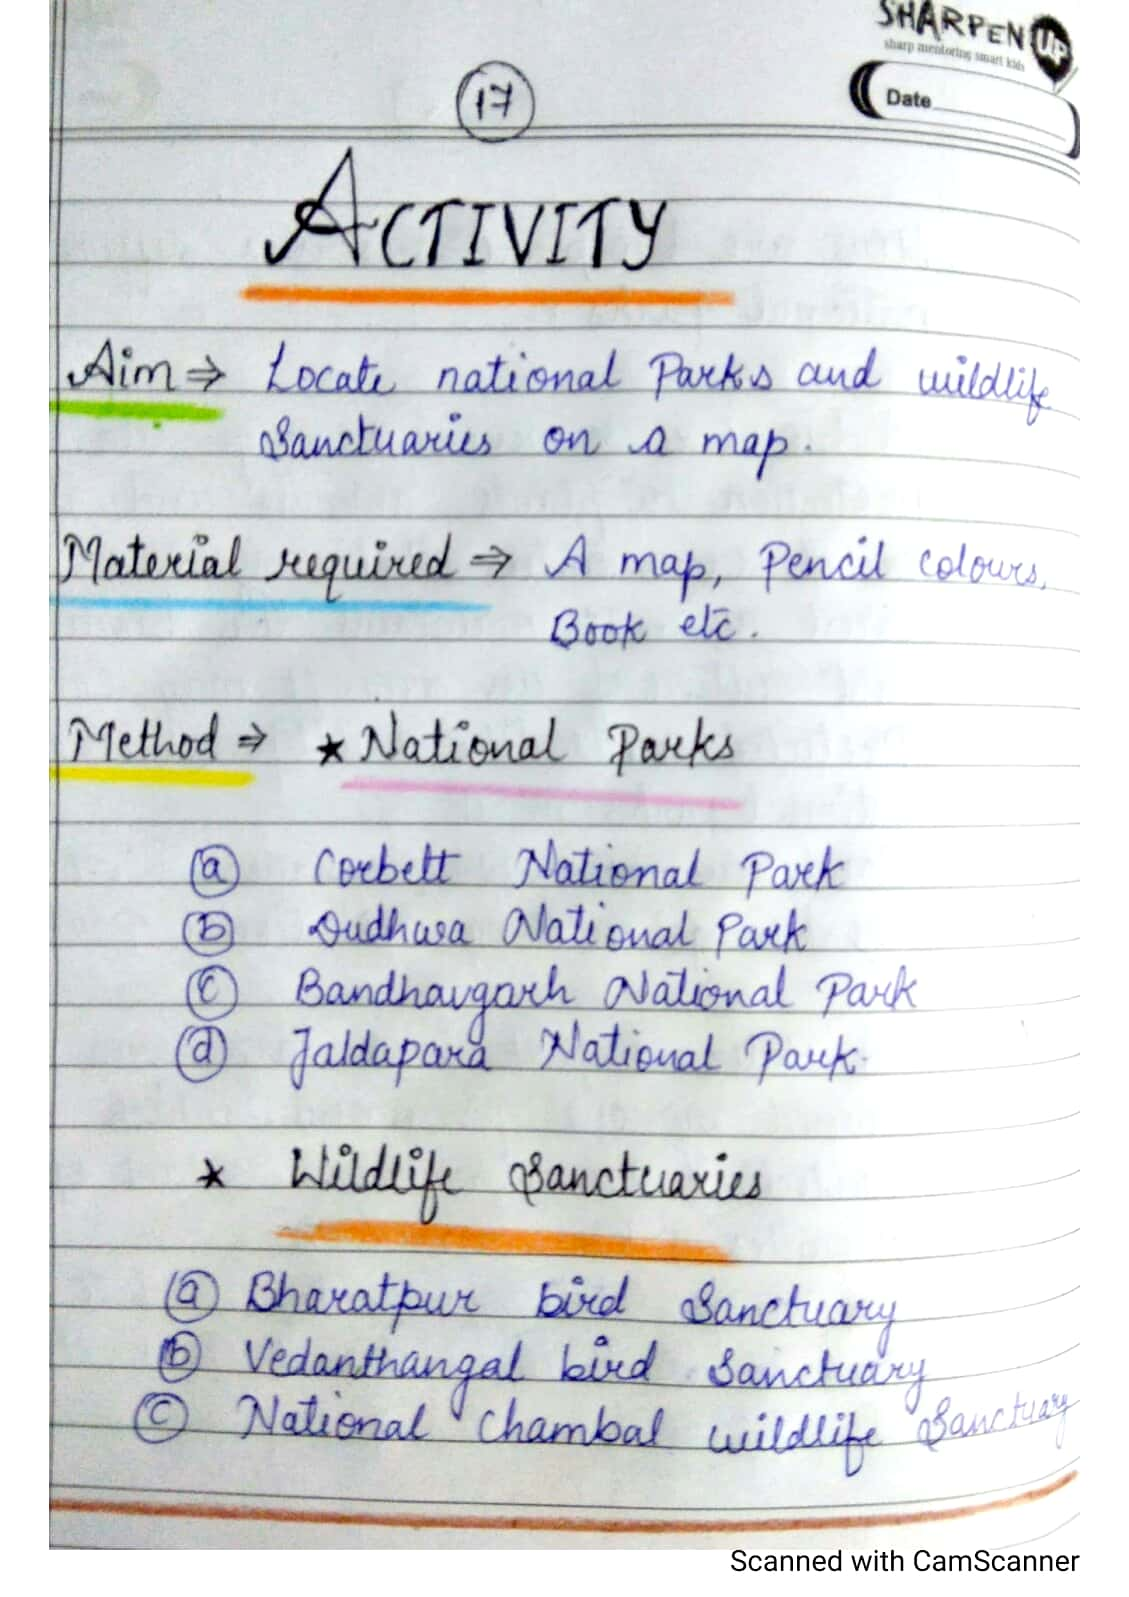 SHARPEN UP
sharp mentoring smart kids
Date
17
ACTIVITY
Aim ⇒ Locate national Parks and wildlife
Sanctuaries on a map.
Material required ⇒ A map, Pencil colours,
Book etc.
Method ⇒ ★ National Parks
(a) Corbett National Park
(b) Dudhwa National Park
(c) Bandhavgarh National Park
(d) Jaldapara National Park.
★ Wildlife Sanctuaries
(a) Bharatpur bird Sanctuary
(b) Vedanthangal bird Sanctuary
(c) National Chambal wildlife Sanctuary
Scanned with CamScanner